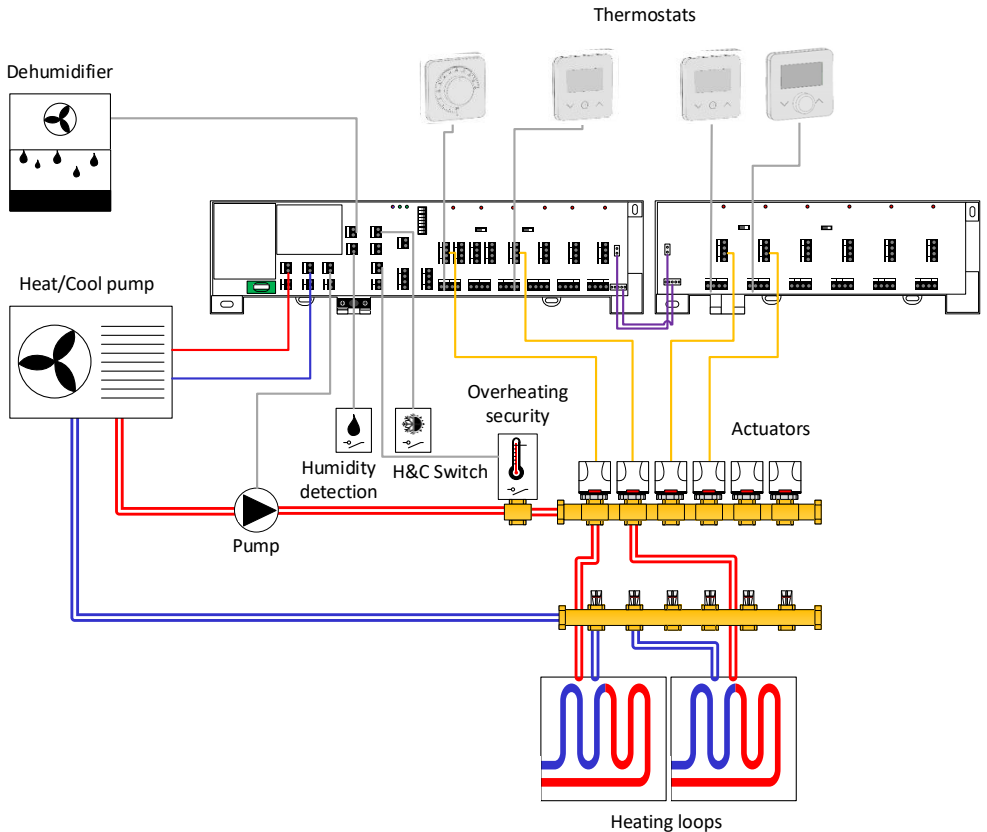 Thermostats
Dehumidifier
Heat/Cool pump
Overheating
security
Actuators
Humidity
detection
H&C Switch
Pump
Heating loops